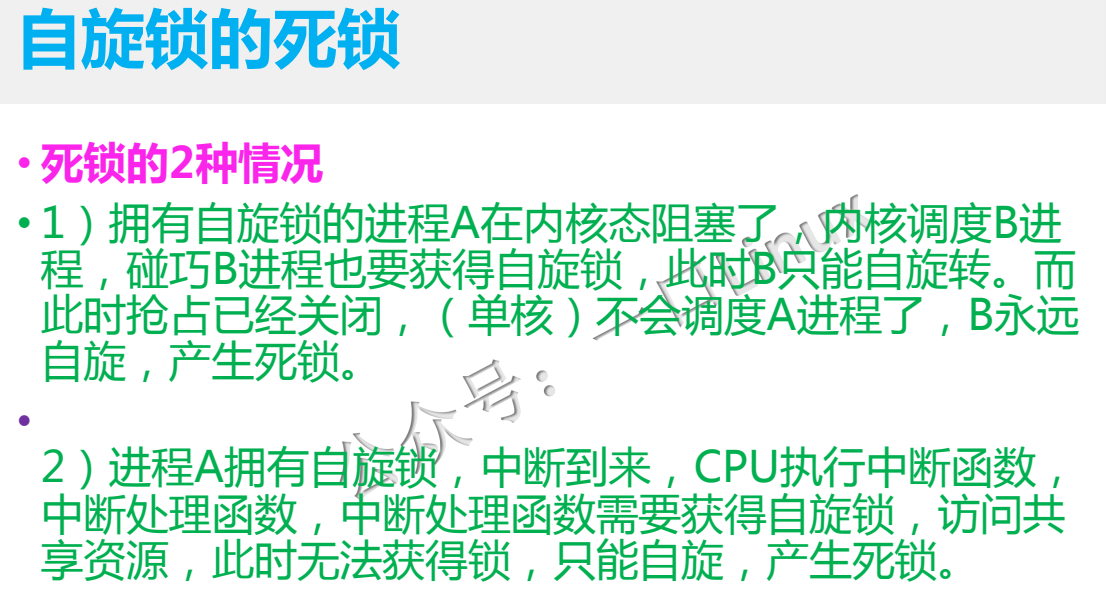 自旋锁的死锁
• 死锁的2种情况
• 1）拥有自旋锁的进程A在内核态阻塞了，内核调度B进
程，碰巧B进程也要获得自旋锁，此时B只能自旋转。而
此时抢占已经关闭，（单核）不会调度A进程了，B永远
自旋，产生死锁。
•
2）进程A拥有自旋锁，中断到来，CPU执行中断函数，
中断处理函数，中断处理函数需要获得自旋锁，访问共
享资源，此时无法获得锁，只能自旋，产生死锁。
公众号：一口Linux